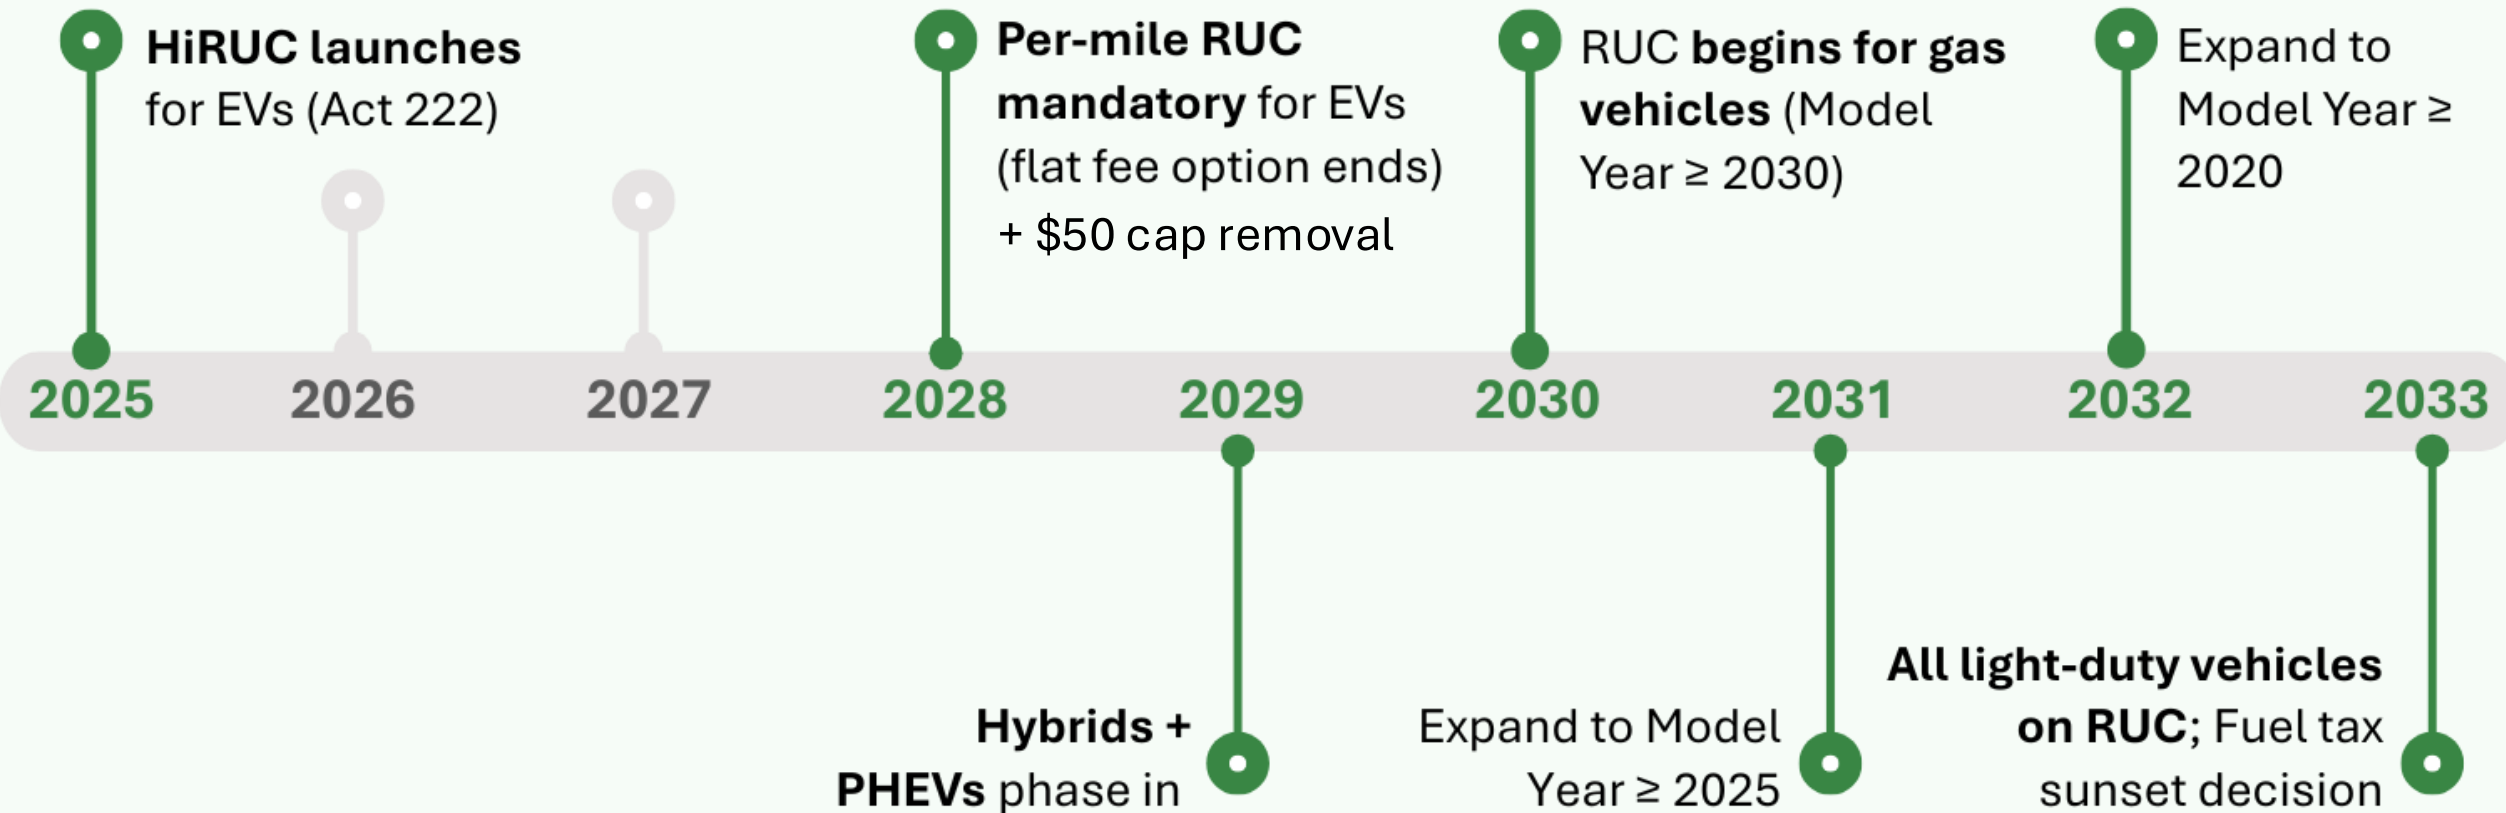 HiRUC launches
for EVs (Act 222)
Per-mile RUC
mandatory for EVs
(flat fee option ends)
+ $50 cap removal
RUC begins for gas
vehicles (Model
Year ≥ 2030)
Expand to
Model Year ≥
2020
2025
2026
2027
2028
2029
2030
2031
2032
2033
Hybrids +
PHEVs phase in
Expand to Model
Year ≥ 2025
All light-duty vehicles
on RUC; Fuel tax
sunset decision